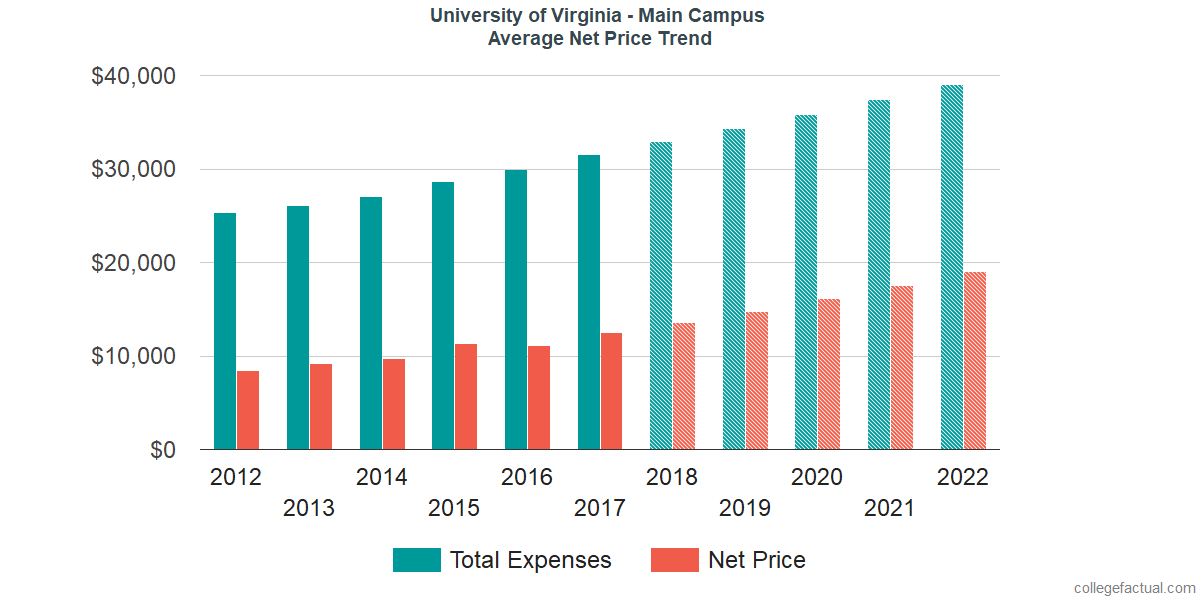 University of Virginia - Main Campus
Average Net Price Trend
$40,000
$30,000
$20,000
$10,000
$0
2012 2014 2016 2018 2020 2022
2013 2015 2017 2019 2021
Total Expenses Net Price
collegefactual.com